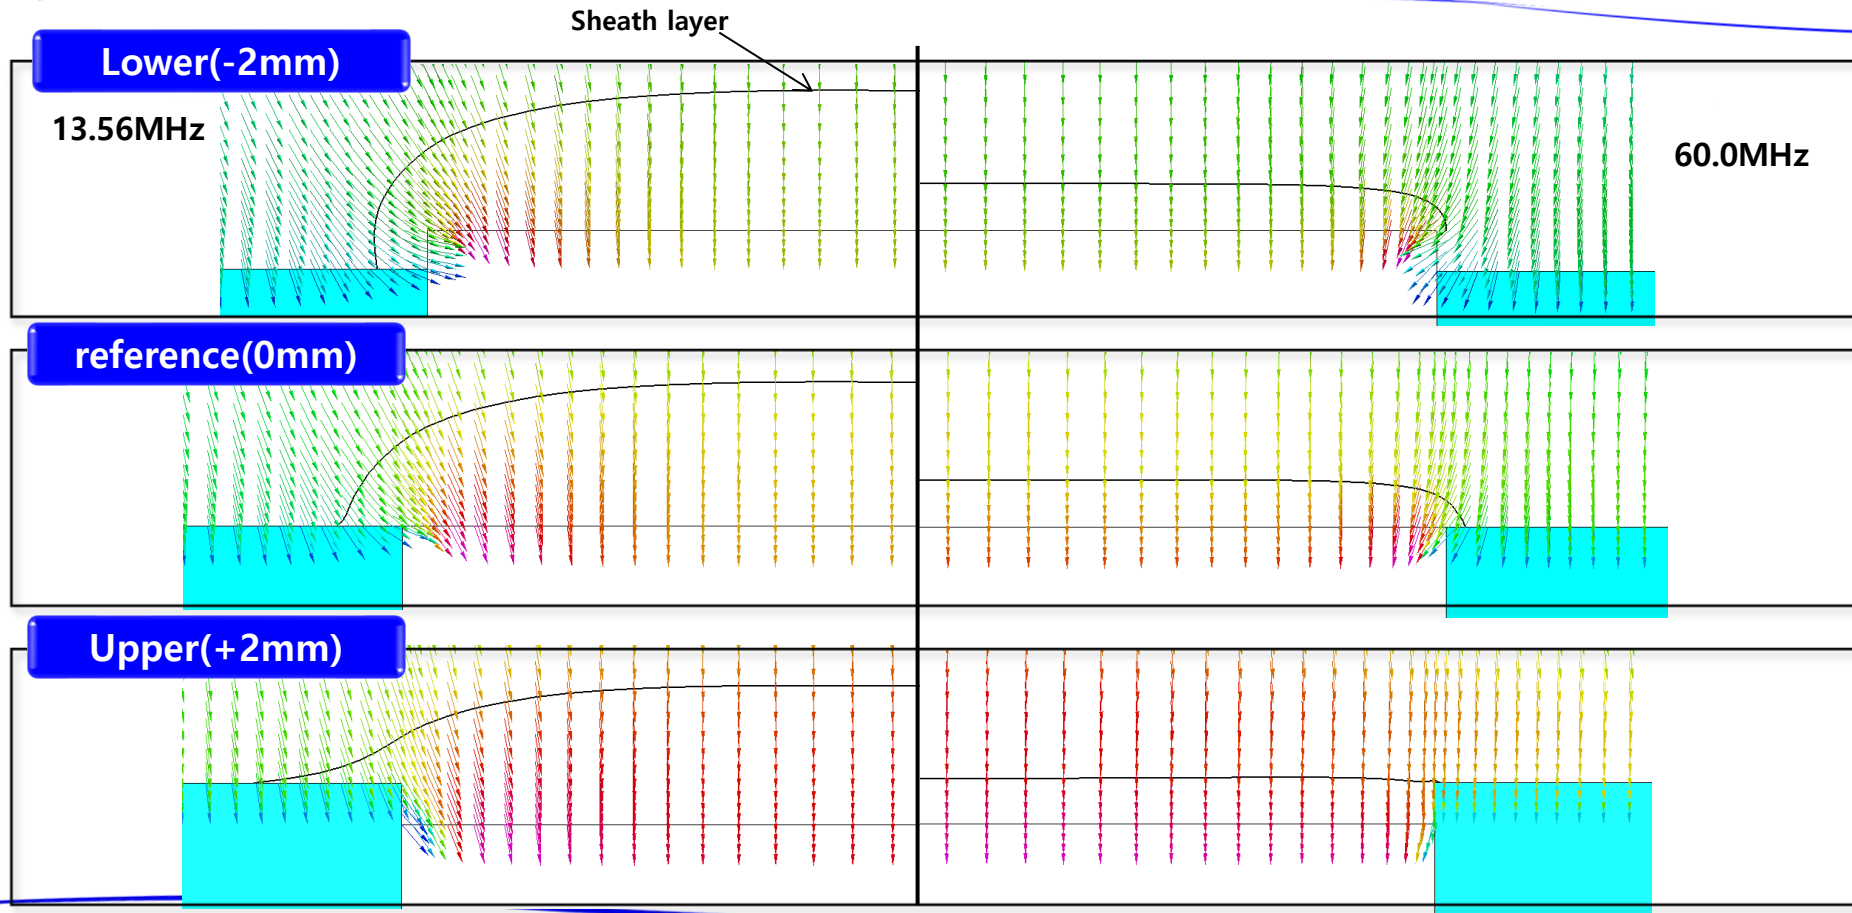 Sheath layer
Lower(-2mm)
13.56MHz
60.0MHz
reference(0mm)
Upper(+2mm)